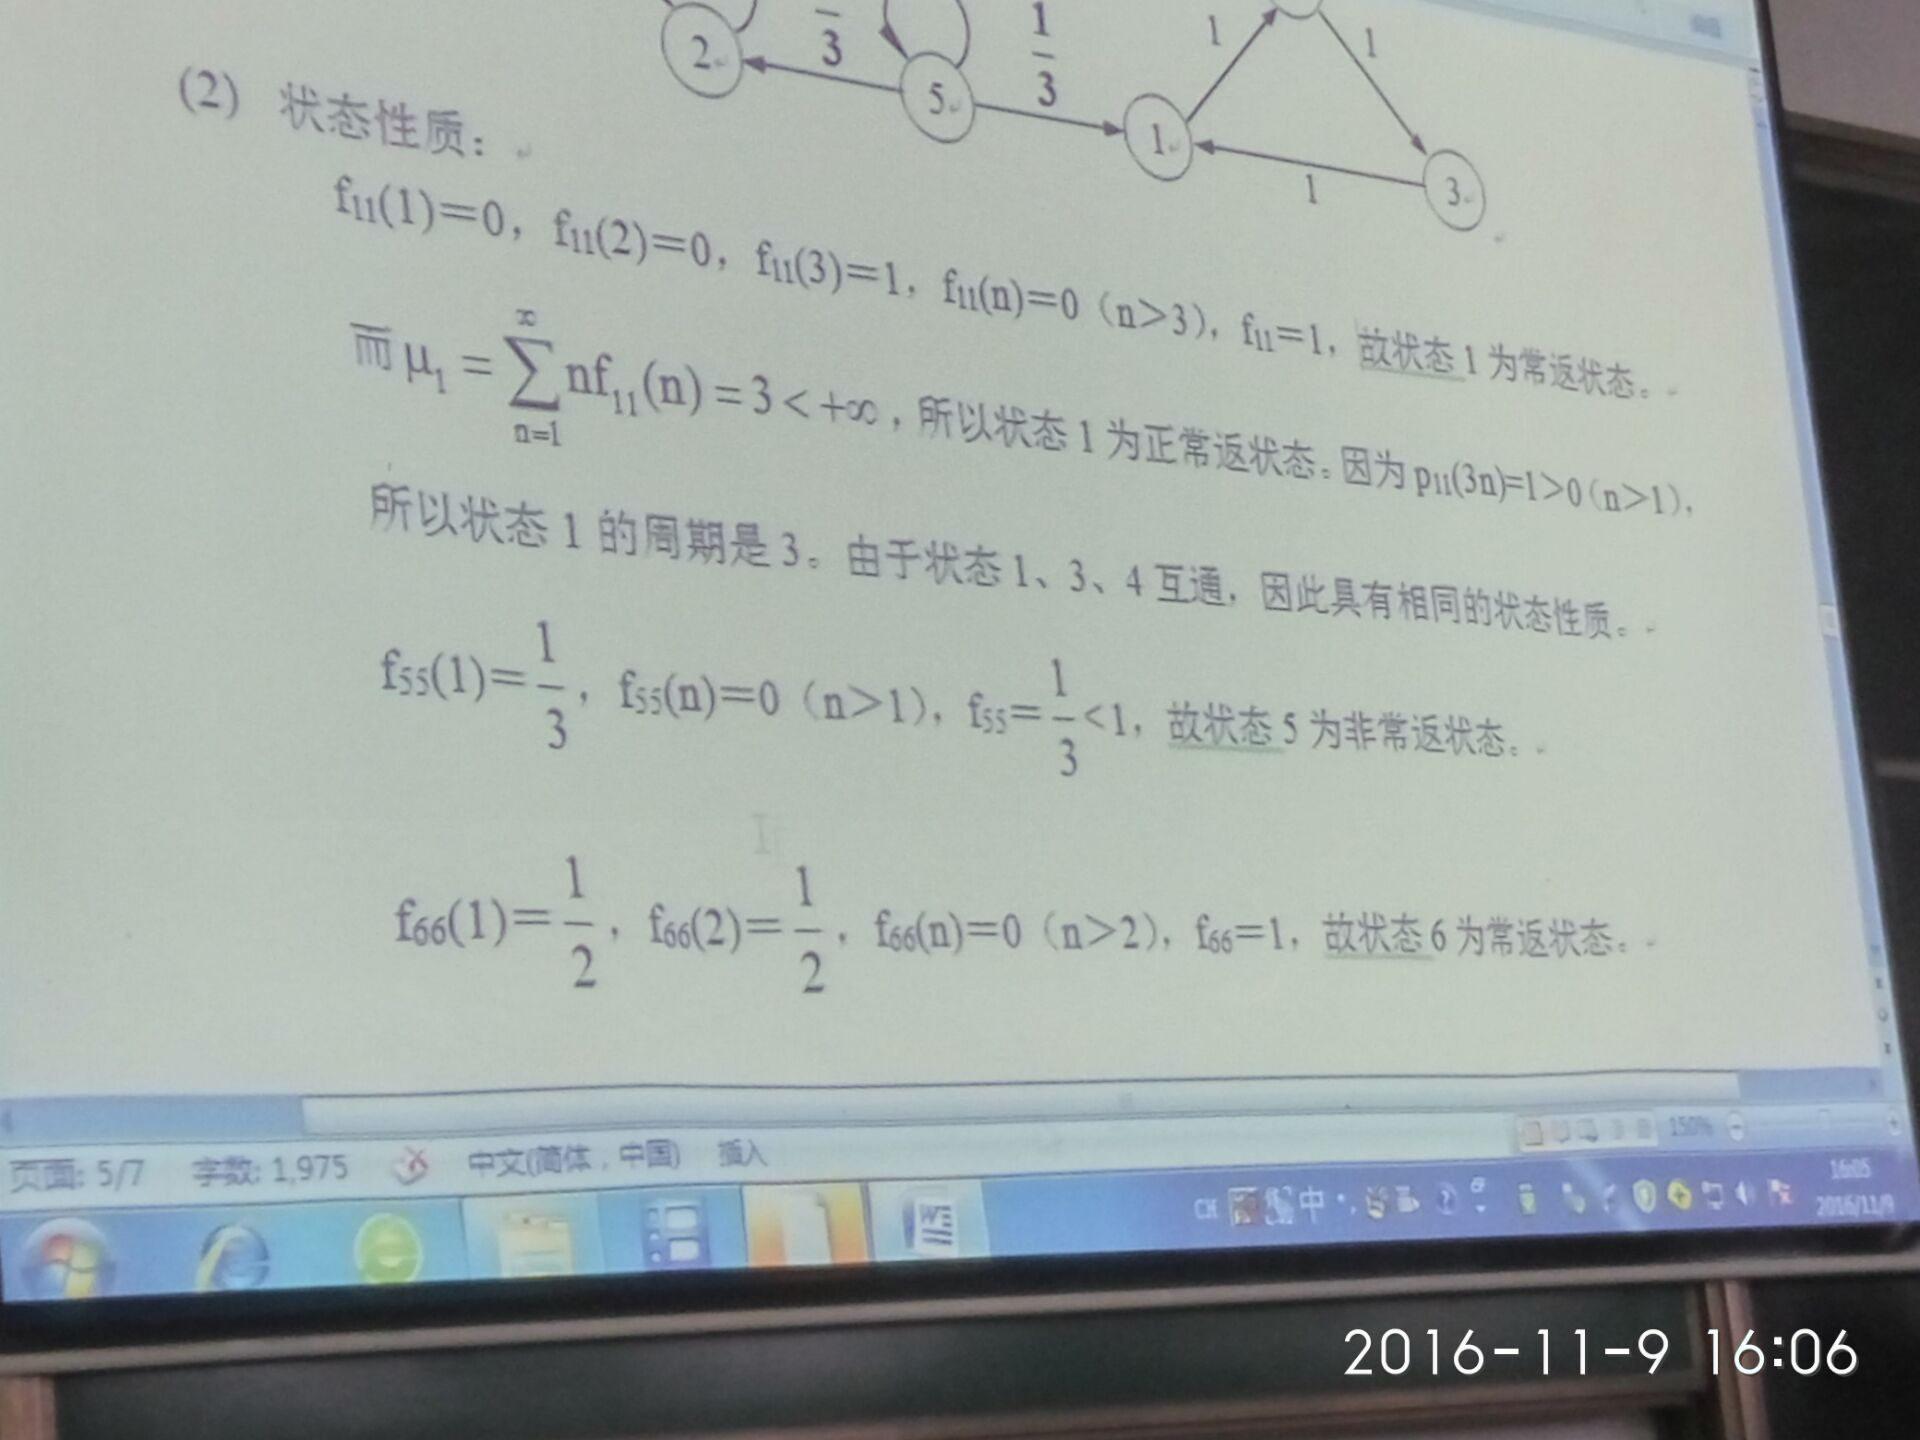 2 1/3 5 1/3 1 1 1 1 3
(2) 状态性质：
f₁₁(1)=0，f₁₁(2)=0，f₁₁(3)=1，f₁₁(n)=0（n>3），f₁₁=1，故状态1为常返状态。
而 μ₁ = ∑_{n=1}^{∞} nf₁₁(n) = 3 < +∞，所以状态1为正常返状态。因为 p₁₁(3n)=1>0（n>1），
所以状态1的周期是3。由于状态1、3、4互通，因此具有相同的状态性质。
f₅₅(1)=1/3，f₅₅(n)=0（n>1），f₅₅=1/3<1，故状态5为非常返状态。
f₆₆(1)=1/2，f₆₆(2)=1/2，f₆₆(n)=0（n>2），f₆₆=1，故状态6为常返状态。
150%
页面: 5/7 字数: 1,975 中文(简体，中国) 插入
CH 中 16:05
2016/11/9
2016-11-9 16:06